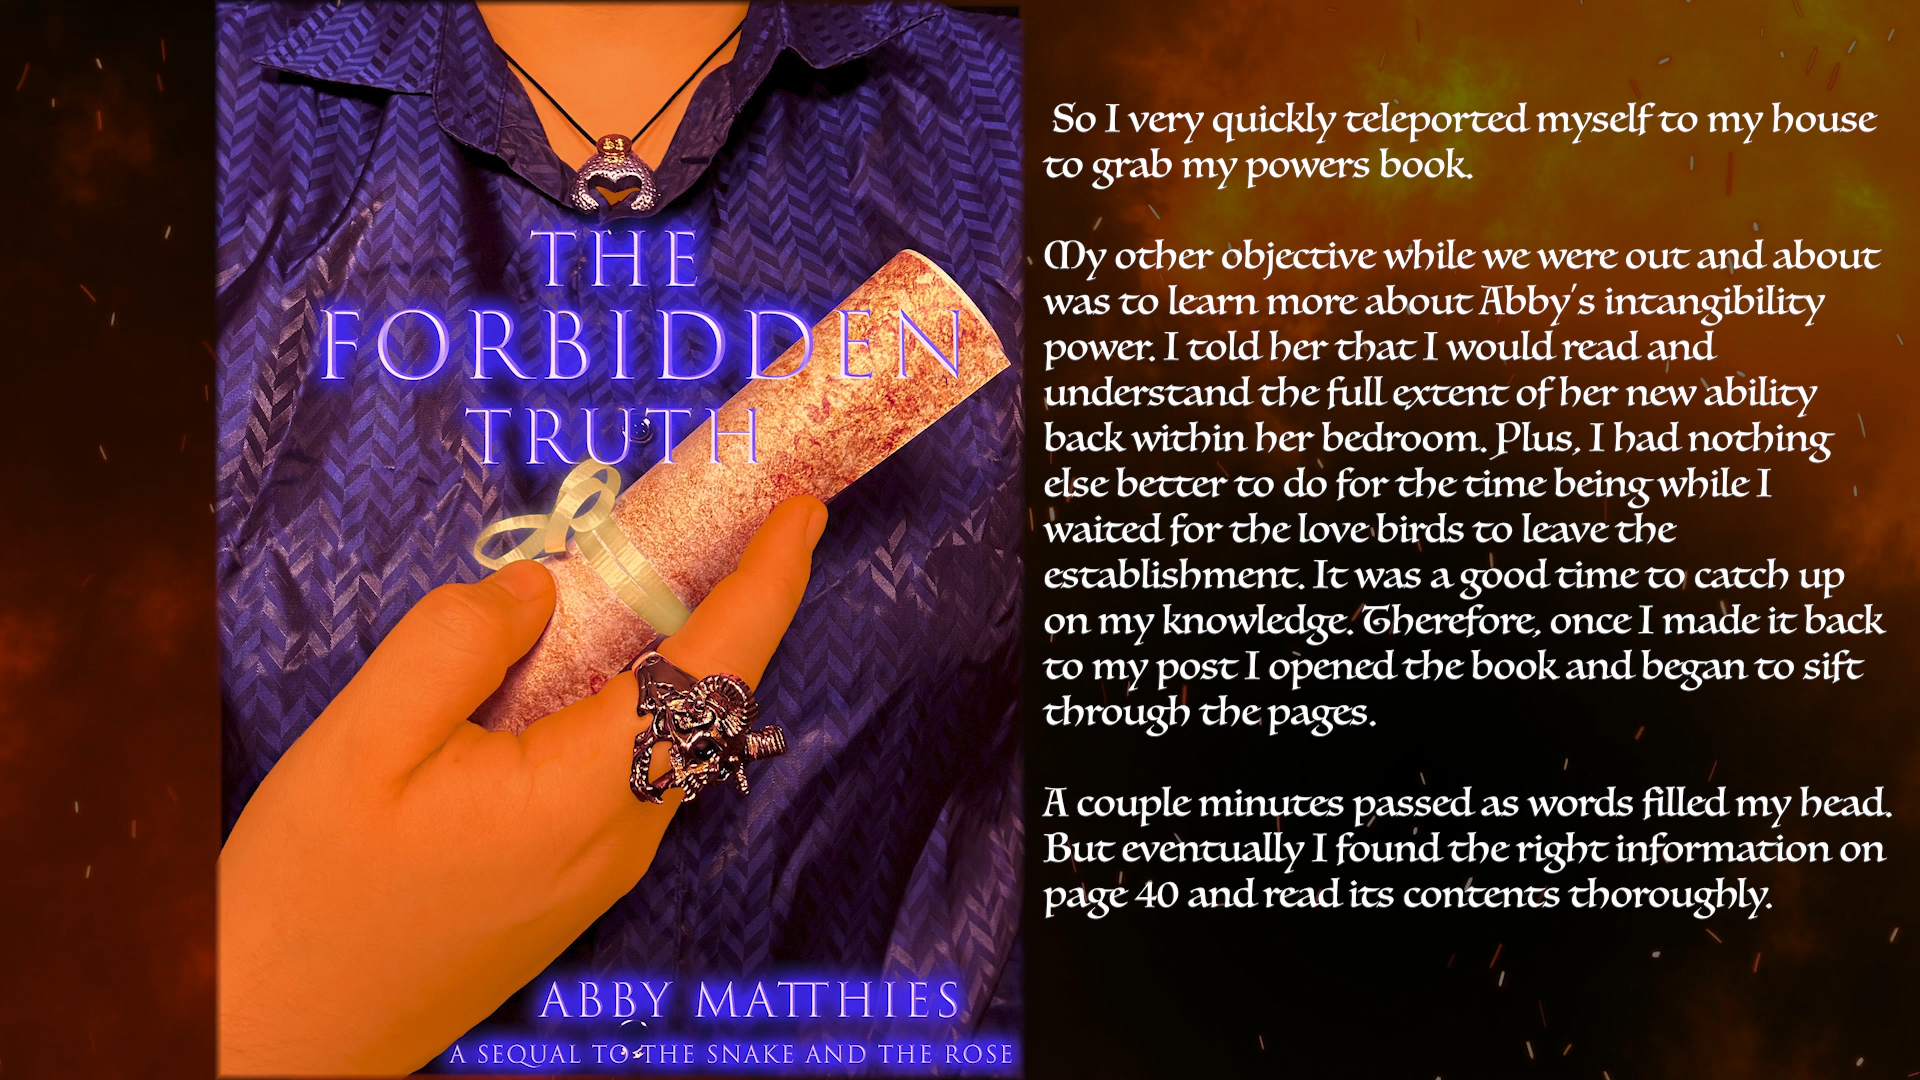 THE
FORBIDDEN
TRUTH
ABBY MATTHIES
A SEQUAL TO THE SNAKE AND THE ROSE
So I very quickly teleported myself to my house
to grab my powers book.
My other objective while we were out and about
was to learn more about Abby's intangibility
power. I told her that I would read and
understand the full extent of her new ability
back within her bedroom. Plus, I had nothing
else better to do for the time being while I
waited for the love birds to leave the
establishment. It was a good time to catch up
on my knowledge. Therefore, once I made it back
to my post I opened the book and began to sift
through the pages.
A couple minutes passed as words filled my head.
But eventually I found the right information on
page 40 and read its contents thoroughly.